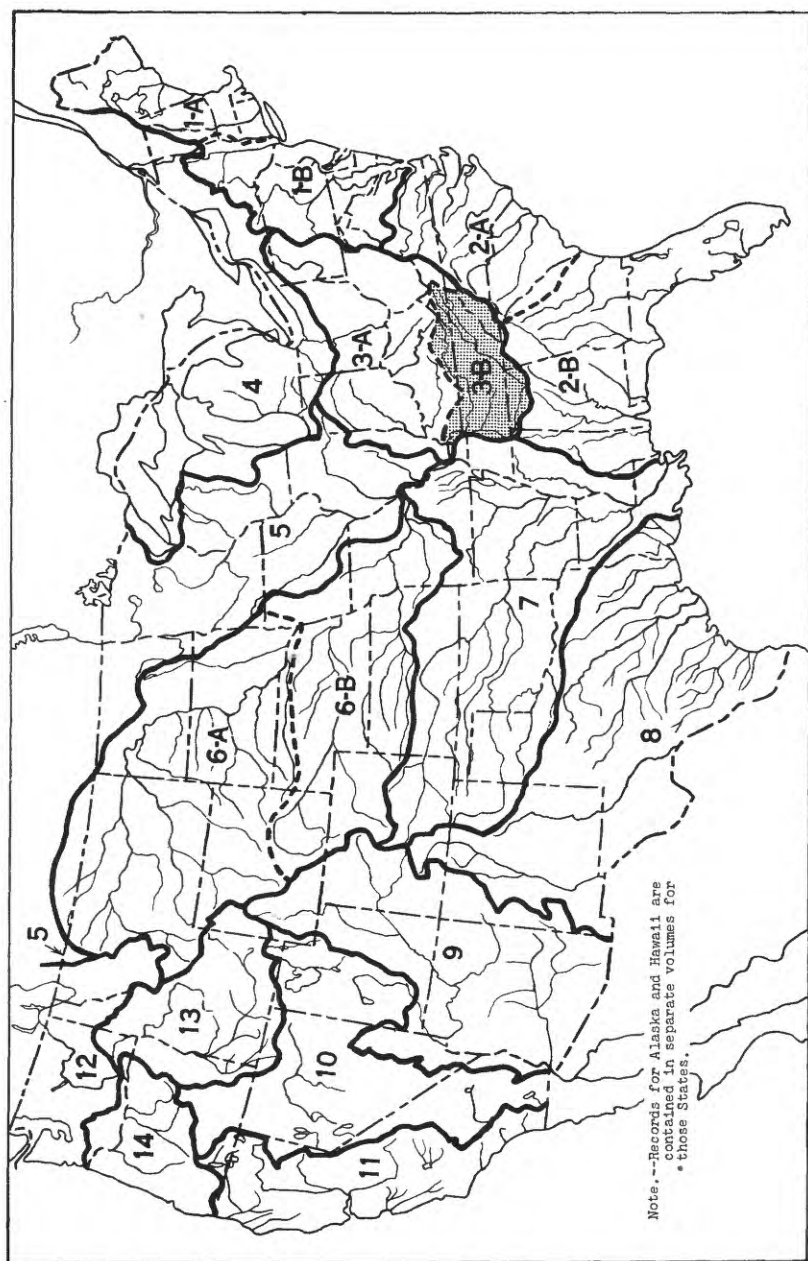 1-A
1-B
2-A
2-B
3-A
3-B
4
5
5
6-A
6-B
7
8
9
10
11
12
13
14
Note.--Records for Alaska and Hawaii are
contained in separate volumes for
those States.